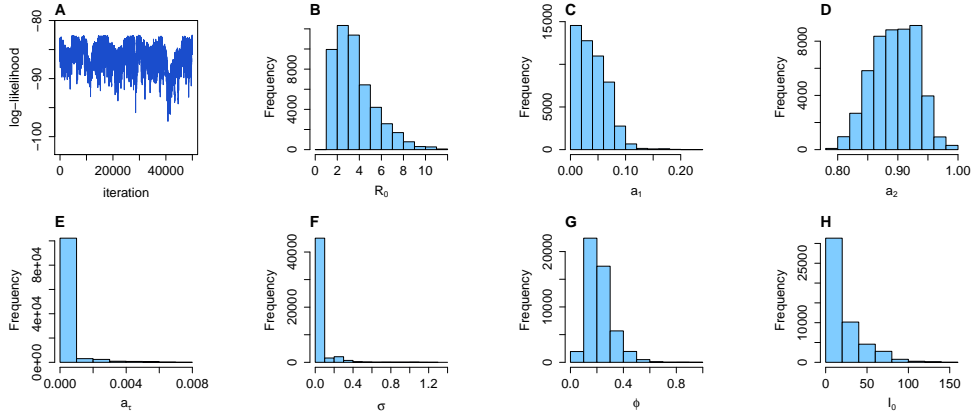 A
B
C
D
−80
−90
−100
log−likelihood
0
20000
40000
iteration
8000
4000
0
Frequency
0
2
4
6
8
10
R₀
15000
5000
0
Frequency
0.00
0.10
0.20
a₁
8000
4000
0
Frequency
0.80
0.90
1.00
a₂
E
F
G
H
8e+04
4e+04
0e+00
Frequency
0.000
0.004
0.008
aτ
40000
20000
0
Frequency
0.0
0.4
0.8
1.2
σ
20000
10000
0
Frequency
0.0
0.4
0.8
ϕ
25000
10000
0
Frequency
0
50
100
150
I₀